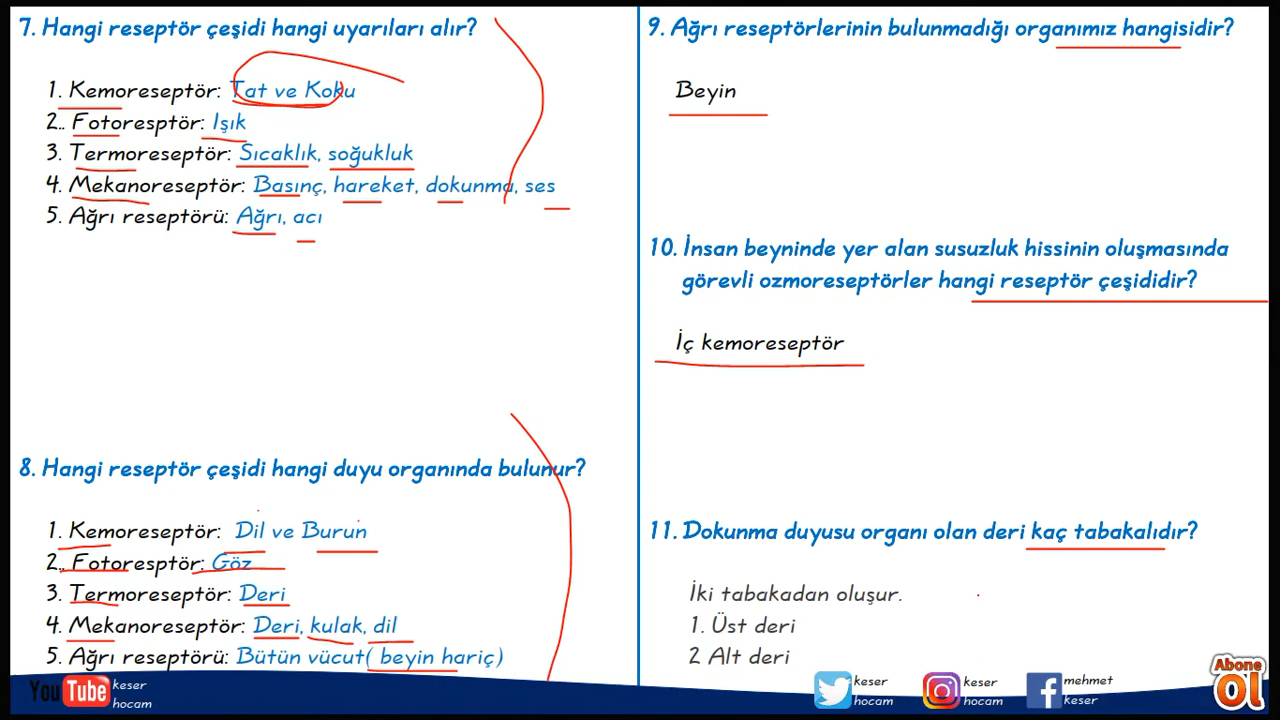 7. Hangi reseptör çeşidi hangi uyarıları alır?
1. Kemoreseptör: Tat ve Koku
2.. Fotoresptör: Işık
3. Termoreseptör: Sıcaklık, soğukluk
4. Mekanoreseptör: Basınç, hareket, dokunma, ses
5. Ağrı reseptörü: Ağrı, acı
8. Hangi reseptör çeşidi hangi duyu organında bulunur?
1. Kemoreseptör: Dil ve Burun
2.. Fotoresptör: Göz
3. Termoreseptör: Deri
4. Mekanoreseptör: Deri, kulak, dil
5. Ağrı reseptörü: Bütün vücut( beyin hariç)
9. Ağrı reseptörlerinin bulunmadığı organımız hangisidir?
Beyin
10. İnsan beyninde yer alan susuzluk hissinin oluşmasında
görevli ozmoreseptörler hangi reseptör çeşididir?
İç kemoreseptör
11. Dokunma duyusu organı olan deri kaç tabakalıdır?
İki tabakadan oluşur.
1. Üst deri
2 Alt deri
YouTube keser
hocam
keser
hocam
keser
hocam
mehmet
keser
Abone
OL